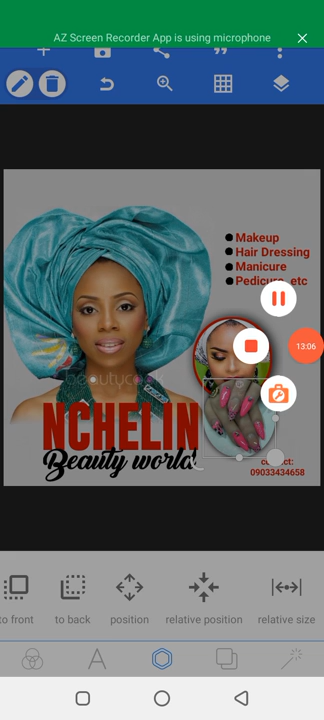 AZ Screen Recorder App is using microphone
Makeup
Hair Dressing
Manicure
Pedicure, etc
13:06
beautycook
NCHELIN
Beauty world
contact:
09033434658
to front
to back
position
relative position
relative size